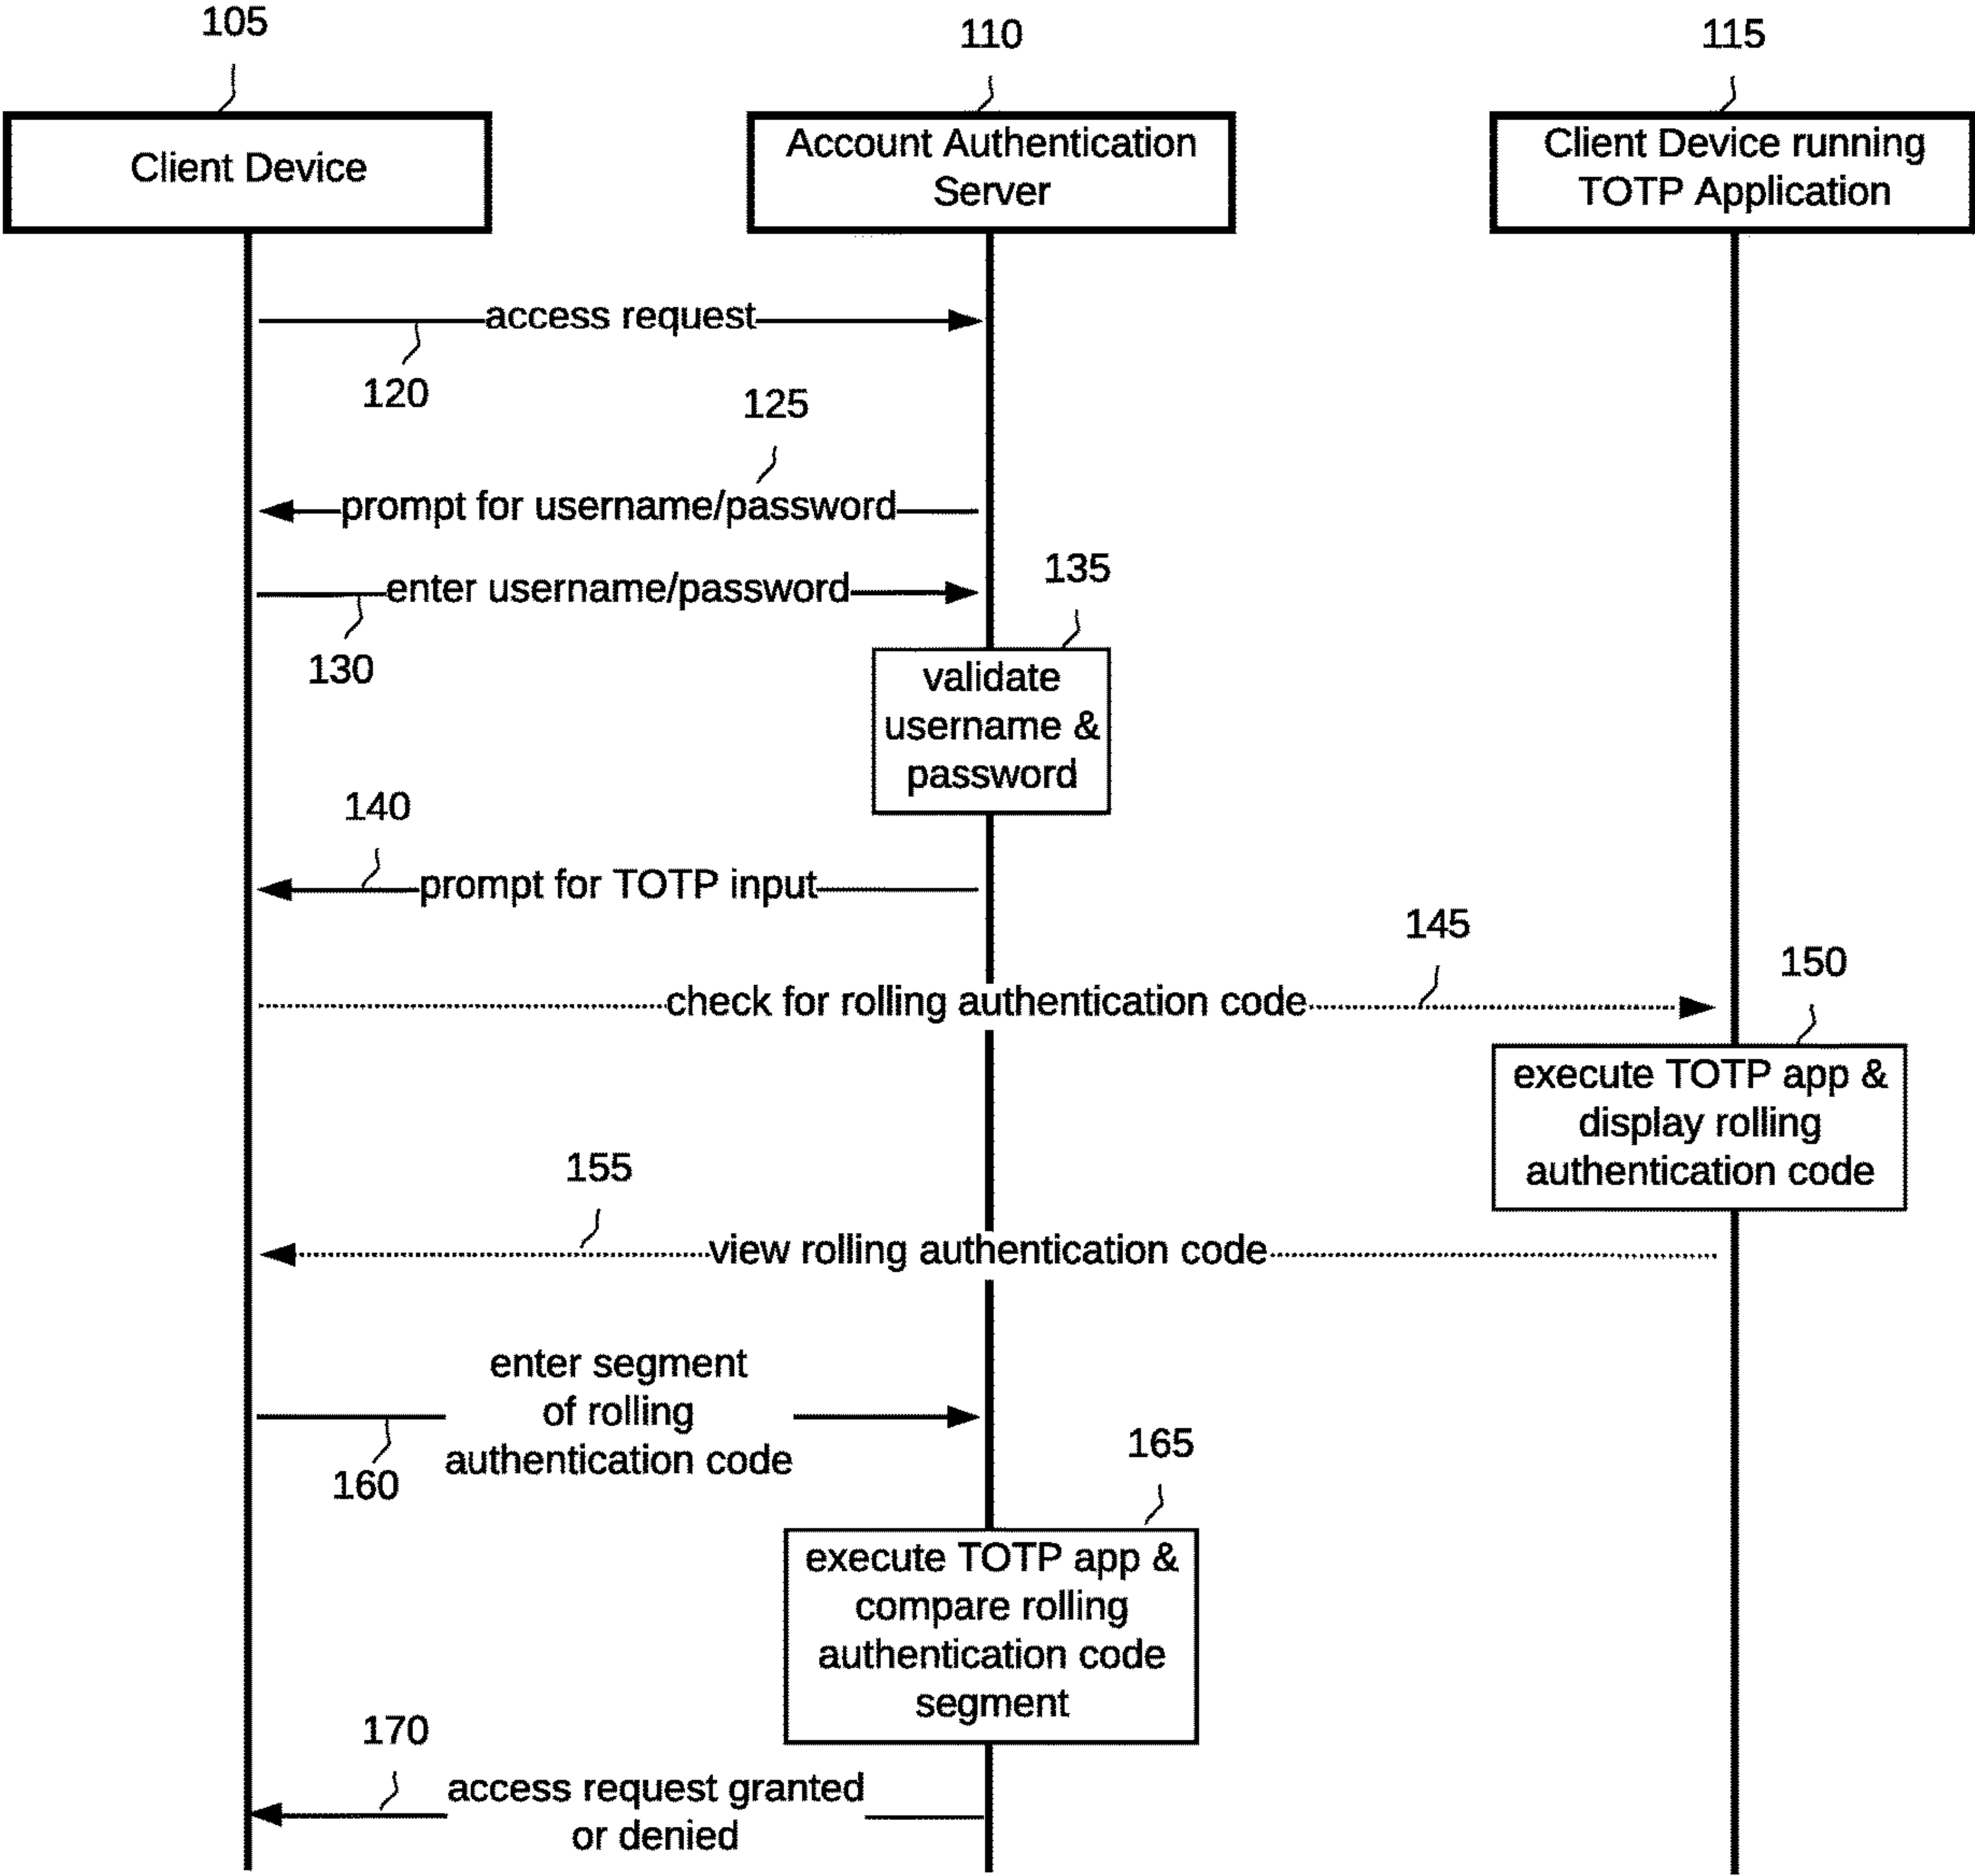 105
110
115
Client Device
Account Authentication
Server
Client Device running
TOTP Application
access request
120
125
prompt for username/password
enter username/password
130
135
validate
username &
password
140
prompt for TOTP input
145
check for rolling authentication code
150
execute TOTP app &
display rolling
authentication code
155
view rolling authentication code
enter segment
of rolling
authentication code
160
165
execute TOTP app &
compare rolling
authentication code
segment
170
access request granted
or denied